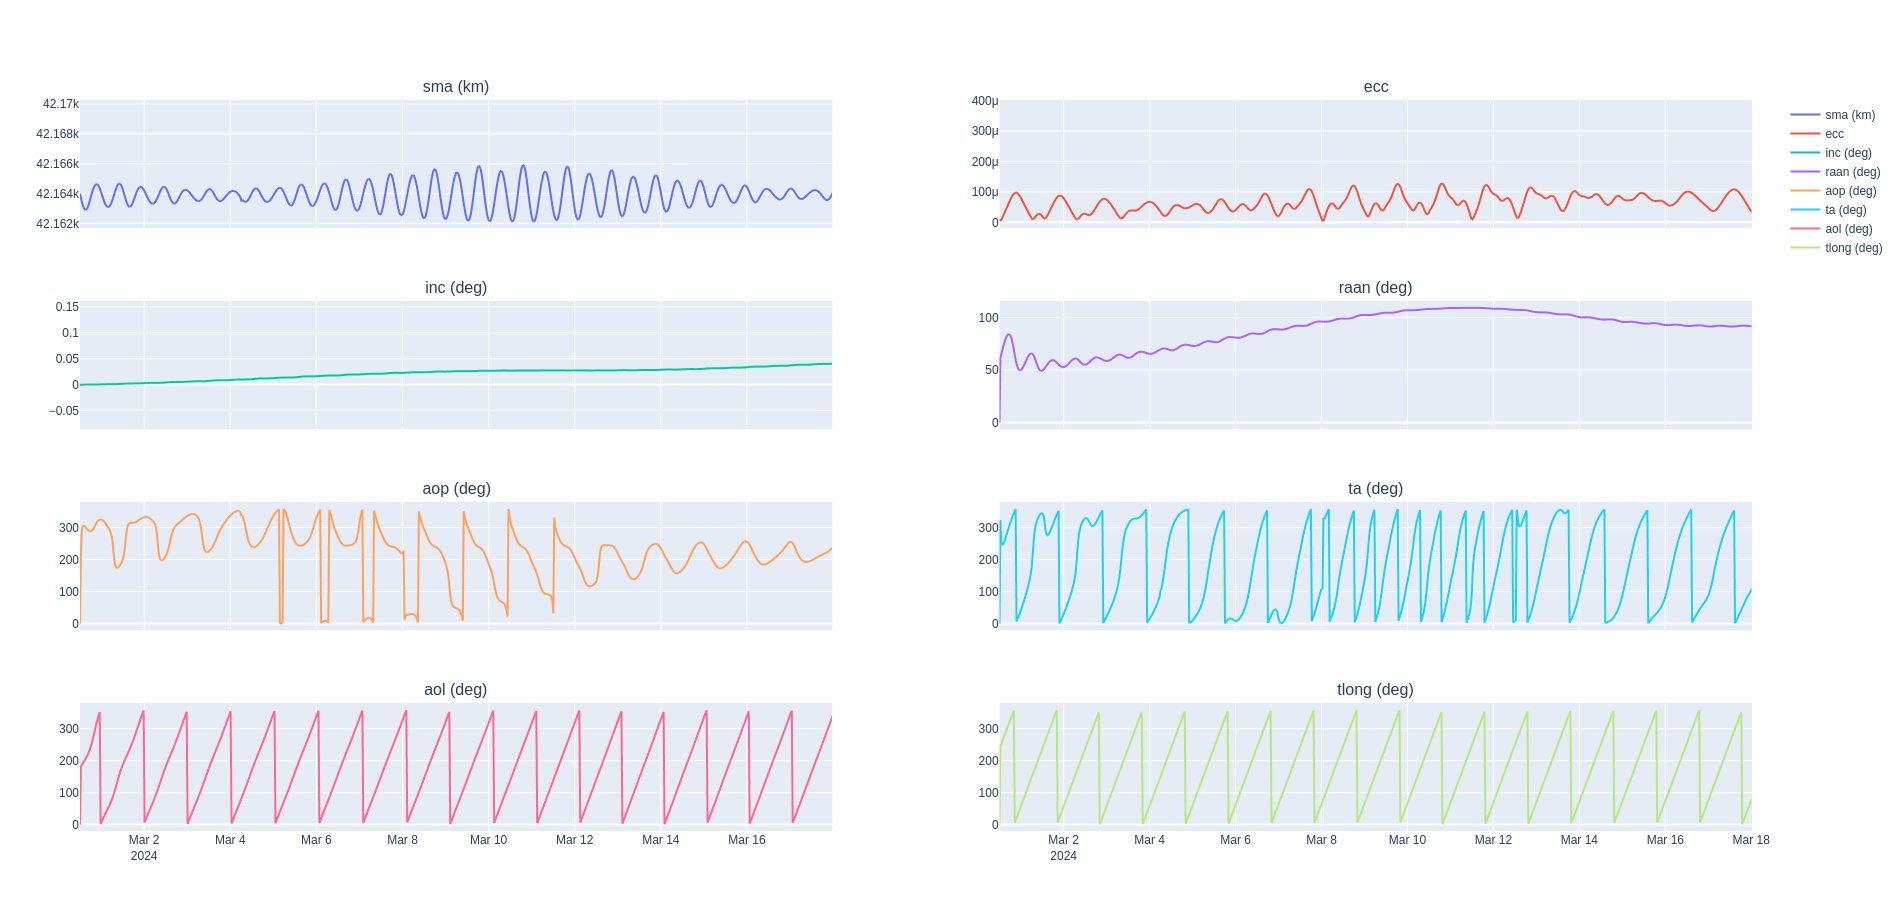 sma (km)
42.17k
42.168k
42.166k
42.164k
42.162k
ecc
400μ
300μ
200μ
100μ
0
sma (km)
ecc
inc (deg)
raan (deg)
aop (deg)
ta (deg)
aol (deg)
tlong (deg)
inc (deg)
0.15
0.1
0.05
0
−0.05
raan (deg)
100
50
0
aop (deg)
300
200
100
0
ta (deg)
300
200
100
0
aol (deg)
300
200
100
0
Mar 2 Mar 4 Mar 6 Mar 8 Mar 10 Mar 12 Mar 14 Mar 16
2024
tlong (deg)
300
200
100
0
Mar 2 Mar 4 Mar 6 Mar 8 Mar 10 Mar 12 Mar 14 Mar 16 Mar 18
2024